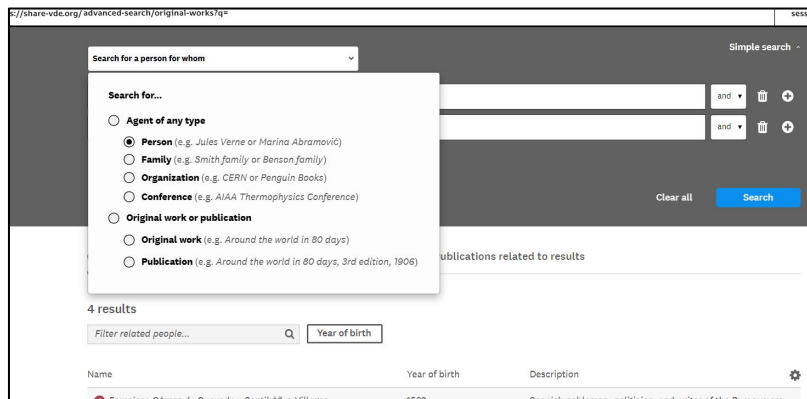 s://share-vde.org/advanced-search/original-works?q=
sess
Search for a person for whom
Simple search
Search for...
Agent of any type
Person (e.g. Jules Verne or Marina Abramović)
Family (e.g. Smith family or Benson family)
Organization (e.g. CERN or Penguin Books)
Conference (e.g. AIAA Thermophysics Conference)
Original work or publication
Original work (e.g. Around the world in 80 days)
Publication (e.g. Around the world in 80 days, 3rd edition, 1906)
and
and
Clear all
Search
ublications related to results
4 results
Filter related people...
Year of birth
Name
Year of birth
Description